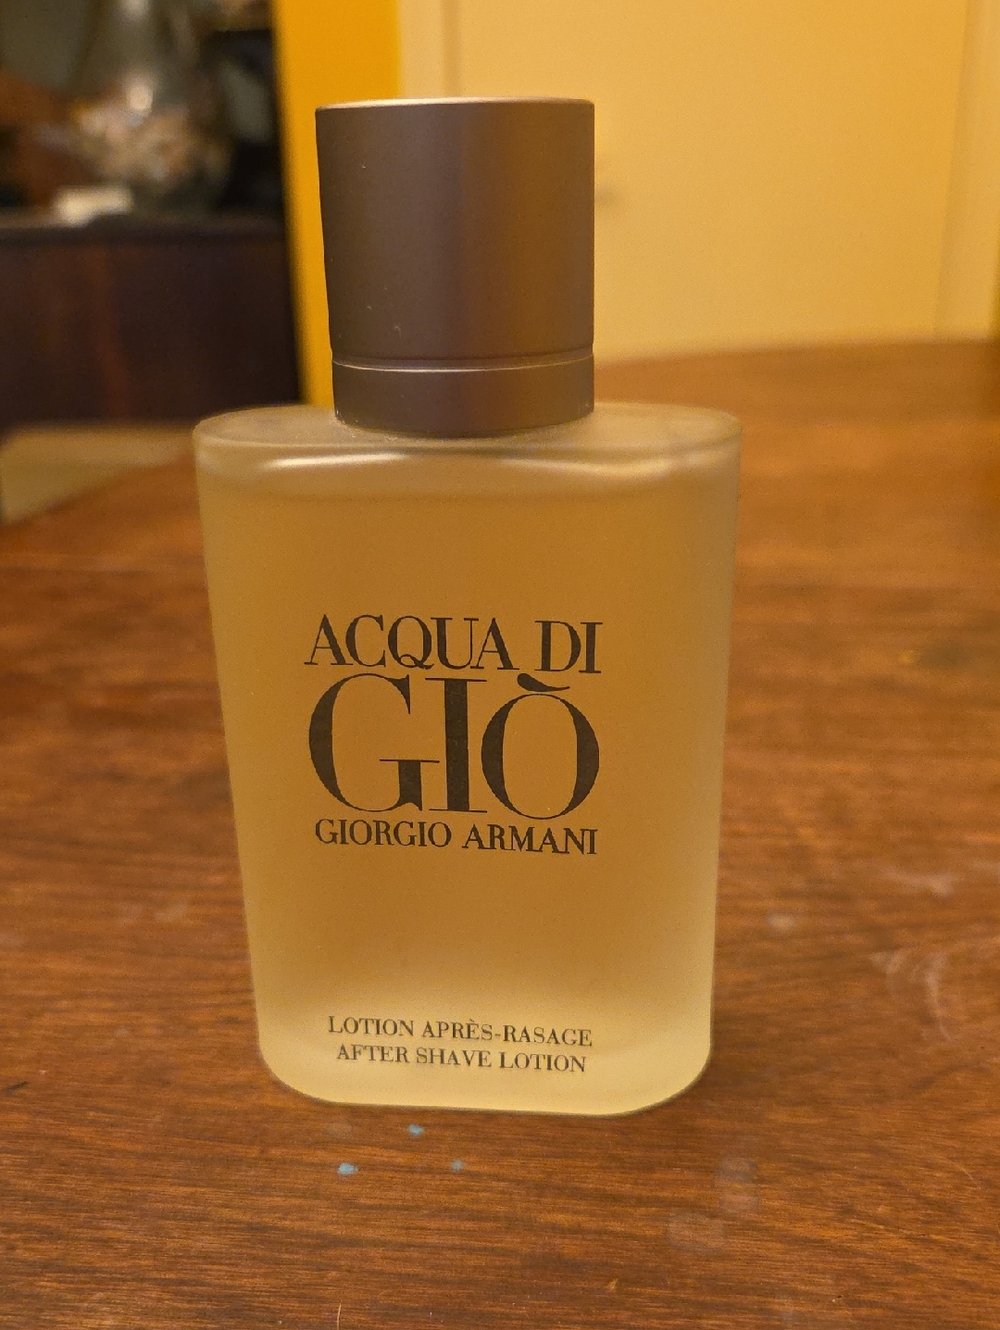 ACQUA DI
GIÒ
GIORGIO ARMANI
LOTION APRÈS-RASAGE
AFTER SHAVE LOTION